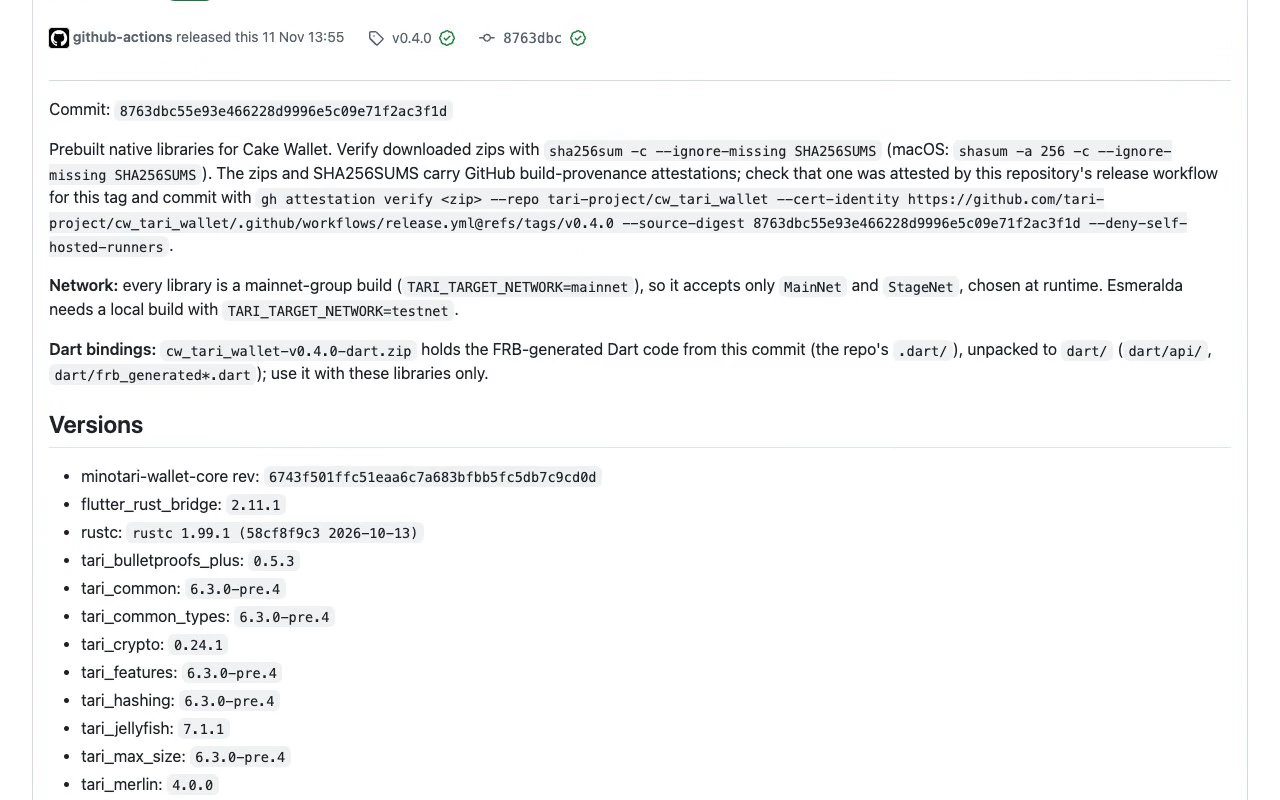 github-actions released this 11 Nov 13:55 v0.4.0 8763dbc
Commit: 8763dbc55e93e466228d9996e5c09e71f2ac3f1d
Prebuilt native libraries for Cake Wallet. Verify downloaded zips with sha256sum -c --ignore-missing SHA256SUMS (macOS: shasum -a 256 -c --ignore-
missing SHA256SUMS ). The zips and SHA256SUMS carry GitHub build-provenance attestations; check that one was attested by this repository's release workflow
for this tag and commit with gh attestation verify <zip> --repo tari-project/cw_tari_wallet --cert-identity https://github.com/tari-
project/cw_tari_wallet/.github/workflows/release.yml@refs/tags/v0.4.0 --source-digest 8763dbc55e93e466228d9996e5c09e71f2ac3f1d --deny-self-
hosted-runners .
Network: every library is a mainnet-group build ( TARI_TARGET_NETWORK=mainnet ), so it accepts only MainNet and StageNet , chosen at runtime. Esmeralda
needs a local build with TARI_TARGET_NETWORK=testnet .
Dart bindings: cw_tari_wallet-v0.4.0-dart.zip holds the FRB-generated Dart code from this commit (the repo's .dart/ ), unpacked to dart/ ( dart/api/ ,
dart/frb_generated*.dart ); use it with these libraries only.
Versions
• minotari-wallet-core rev: 6743f501ffc51eaa6c7a683bfbb5fc5db7c9cd0d
• flutter_rust_bridge: 2.11.1
• rustc: rustc 1.99.1 (58cf8f9c3 2026-10-13)
• tari_bulletproofs_plus: 0.5.3
• tari_common: 6.3.0-pre.4
• tari_common_types: 6.3.0-pre.4
• tari_crypto: 0.24.1
• tari_features: 6.3.0-pre.4
• tari_hashing: 6.3.0-pre.4
• tari_jellyfish: 7.1.1
• tari_max_size: 6.3.0-pre.4
• tari_merlin: 4.0.0